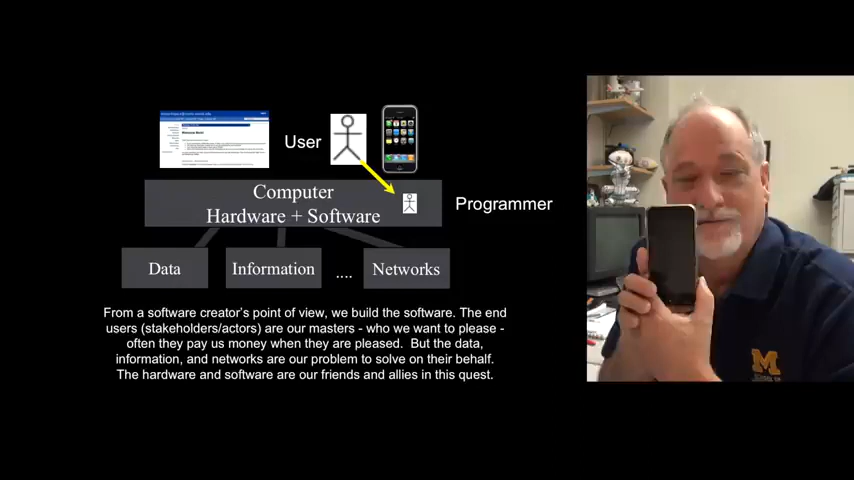 User
Computer
Hardware + Software
Programmer
Data
Information
....
Networks
From a software creator's point of view, we build the software. The end
users (stakeholders/actors) are our masters - who we want to please -
often they pay us money when they are pleased. But the data,
information, and networks are our problem to solve on their behalf.
The hardware and software are our friends and allies in this quest.
M